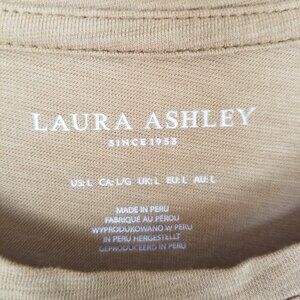 LAURA ASHLEY
SINCE 1953
US: L CA: L/G UK: L EU: L AU: L
MADE IN PERU
FABRIQUÉ AU PÉROU
WYPRODUKOWANO W PERU
IN PERU HERGESTELLT
GEPRODUCEERD IN PERU